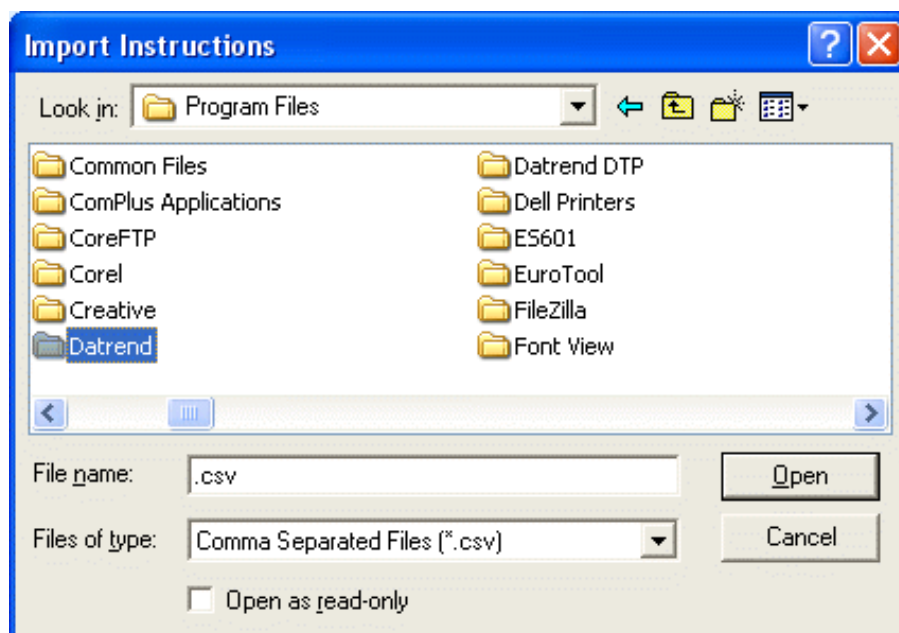 Import Instructions
Look in: Program Files
Common Files
ComPlus Applications
CoreFTP
Corel
Creative
Datrend
Datrend DTP
Dell Printers
ES601
EuroTool
FileZilla
Font View
File name: .csv
Open
Files of type: Comma Separated Files (*.csv)
Cancel
Open as read-only